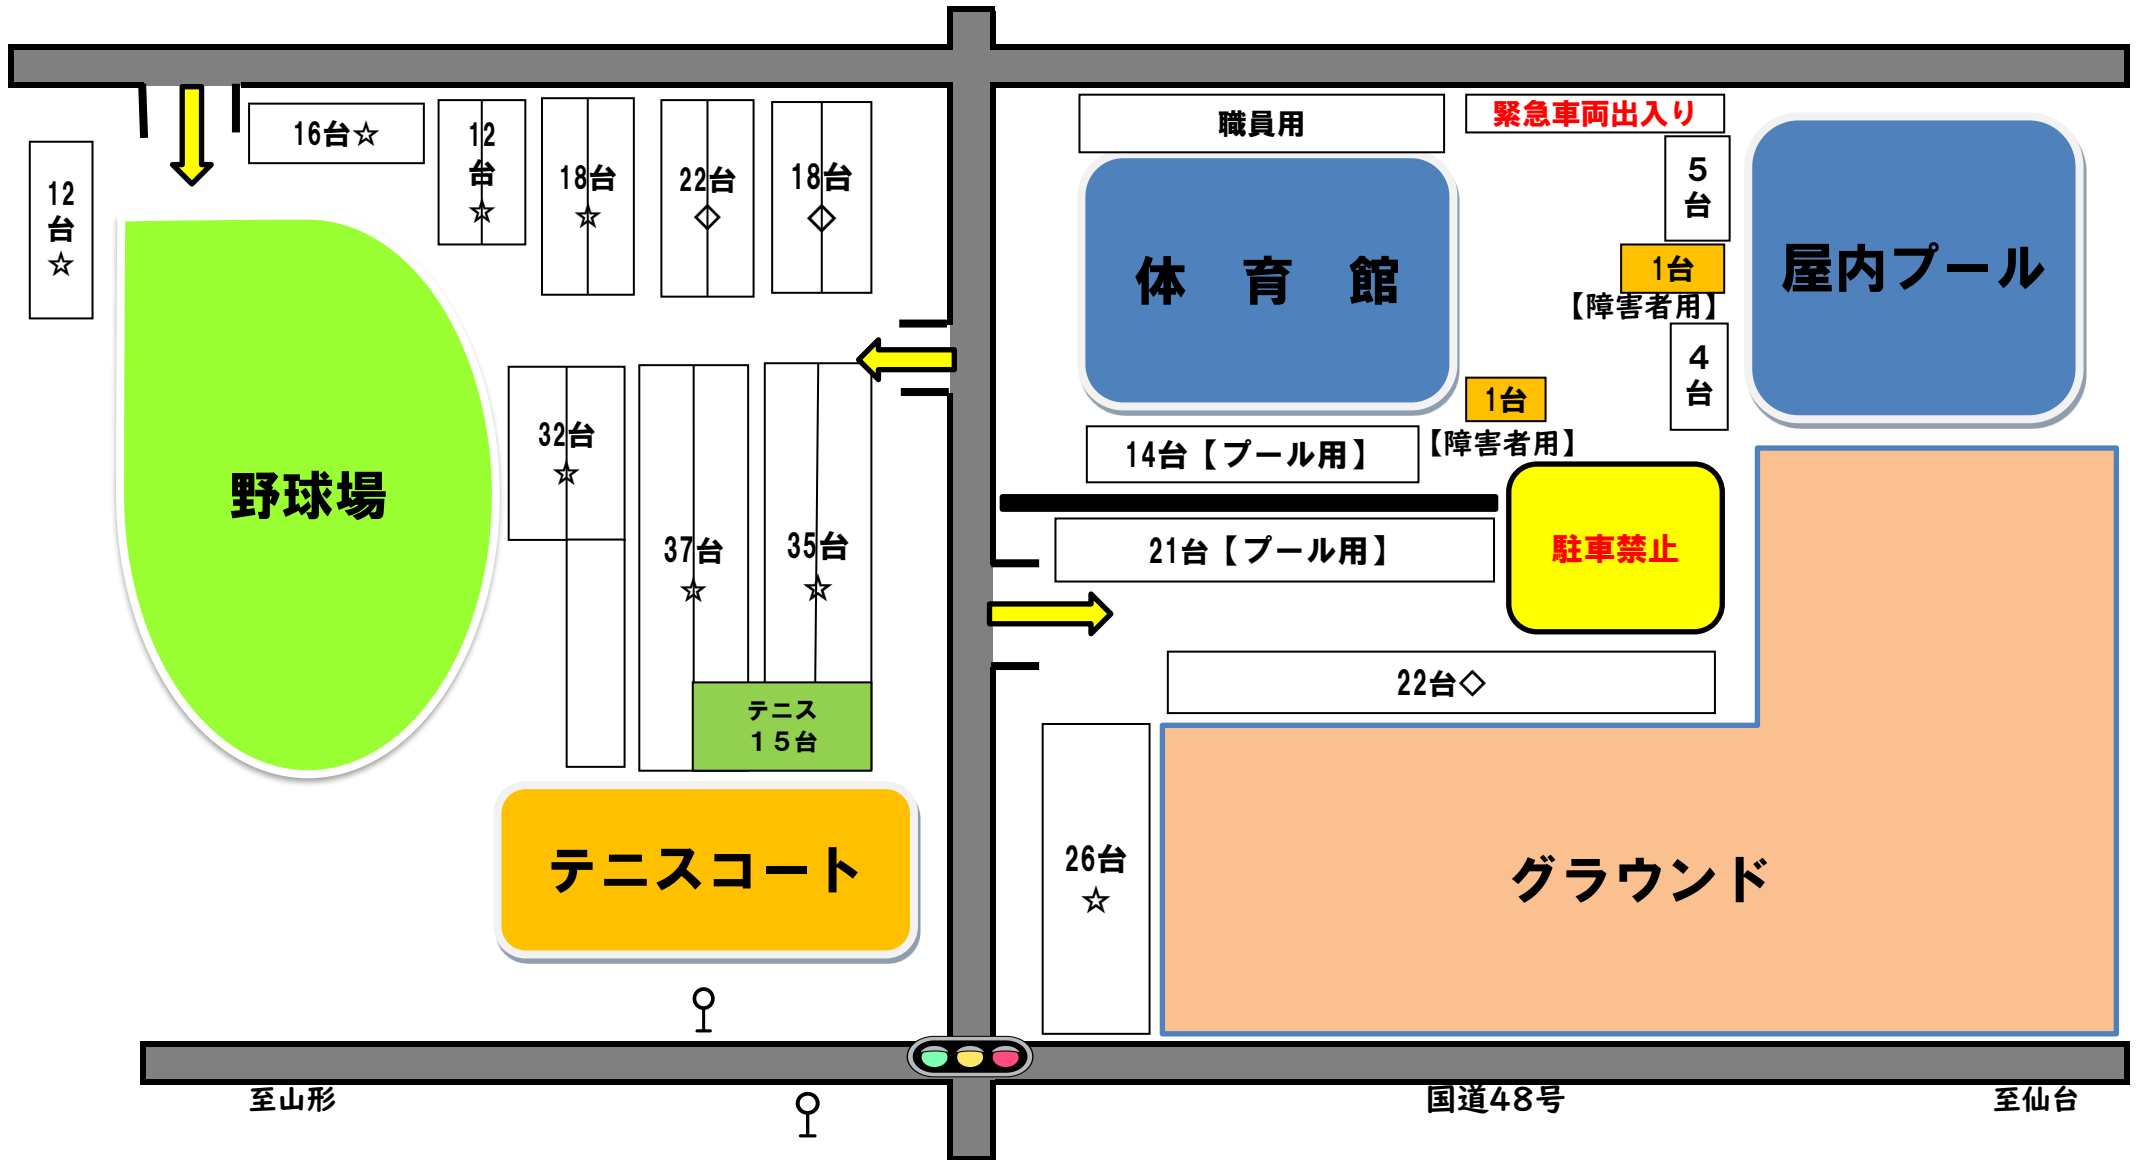 職員用
緊急車両出入り
16台☆
12
台
☆
18台
☆
22台
◇
18台
◇
12
台
☆
5
台
体 育 館
屋内プール
1台
【障害者用】
4
台
1台
【障害者用】
32台
☆
14台【プール用】
野球場
37台
☆
35台
☆
21台【プール用】
駐車禁止
22台◇
テニス
15台
テニスコート
26台
☆
グラウンド
至山形
国道48号
至仙台